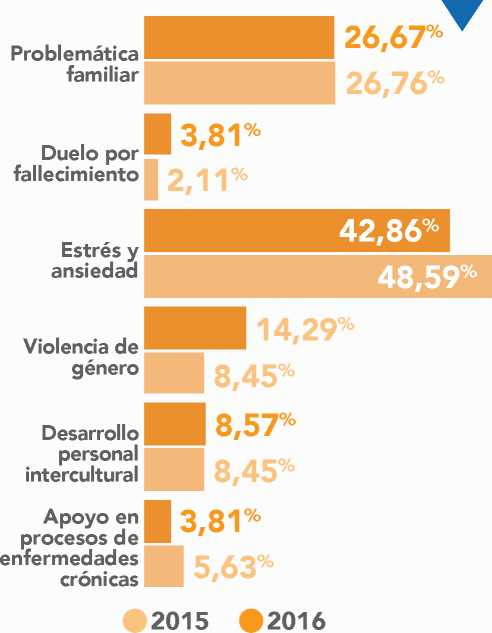 Problemática
familiar
26,67%
26,76%
Duelo por
fallecimiento
3,81%
2,11%
Estrés y
ansiedad
42,86%
48,59%
Violencia de
género
14,29%
8,45%
Desarrollo
personal
intercultural
8,57%
8,45%
Apoyo en
procesos de
enfermedades
crónicas
3,81%
5,63%
2015 2016